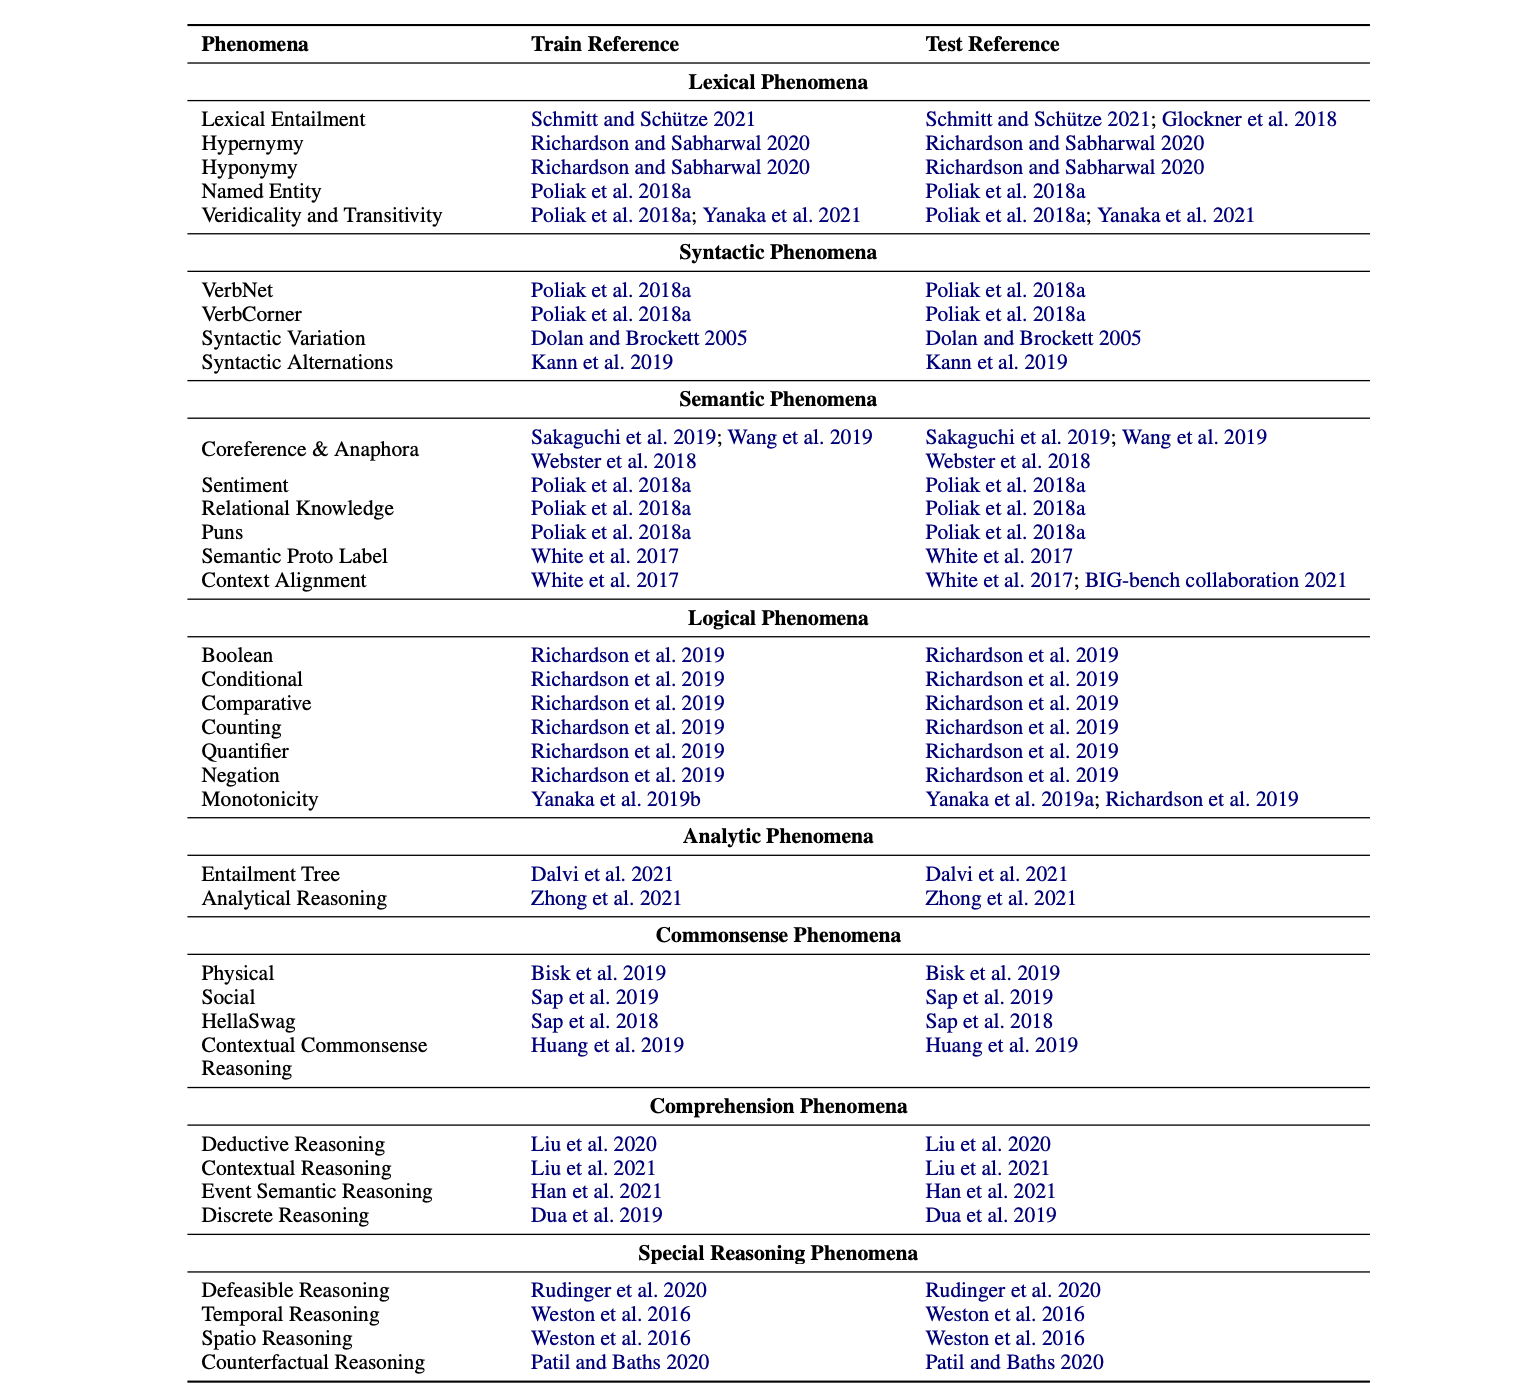 Phenomena Train Reference Test Reference
Lexical Phenomena
Lexical Entailment Schmitt and Schütze 2021 Schmitt and Schütze 2021; Glockner et al. 2018
Hypernymy Richardson and Sabharwal 2020 Richardson and Sabharwal 2020
Hyponymy Richardson and Sabharwal 2020 Richardson and Sabharwal 2020
Named Entity Poliak et al. 2018a Poliak et al. 2018a
Veridicality and Transitivity Poliak et al. 2018a; Yanaka et al. 2021 Poliak et al. 2018a; Yanaka et al. 2021
Syntactic Phenomena
VerbNet Poliak et al. 2018a Poliak et al. 2018a
VerbCorner Poliak et al. 2018a Poliak et al. 2018a
Syntactic Variation Dolan and Brockett 2005 Dolan and Brockett 2005
Syntactic Alternations Kann et al. 2019 Kann et al. 2019
Semantic Phenomena
Coreference & Anaphora Sakaguchi et al. 2019; Wang et al. 2019 Sakaguchi et al. 2019; Wang et al. 2019
Webster et al. 2018 Webster et al. 2018
Sentiment Poliak et al. 2018a Poliak et al. 2018a
Relational Knowledge Poliak et al. 2018a Poliak et al. 2018a
Puns Poliak et al. 2018a Poliak et al. 2018a
Semantic Proto Label White et al. 2017 White et al. 2017
Context Alignment White et al. 2017 White et al. 2017; BIG-bench collaboration 2021
Logical Phenomena
Boolean Richardson et al. 2019 Richardson et al. 2019
Conditional Richardson et al. 2019 Richardson et al. 2019
Comparative Richardson et al. 2019 Richardson et al. 2019
Counting Richardson et al. 2019 Richardson et al. 2019
Quantifier Richardson et al. 2019 Richardson et al. 2019
Negation Richardson et al. 2019 Richardson et al. 2019
Monotonicity Yanaka et al. 2019b Yanaka et al. 2019a; Richardson et al. 2019
Analytic Phenomena
Entailment Tree Dalvi et al. 2021 Dalvi et al. 2021
Analytical Reasoning Zhong et al. 2021 Zhong et al. 2021
Commonsense Phenomena
Physical Bisk et al. 2019 Bisk et al. 2019
Social Sap et al. 2019 Sap et al. 2019
HellaSwag Sap et al. 2018 Sap et al. 2018
Contextual Commonsense Huang et al. 2019 Huang et al. 2019
Reasoning
Comprehension Phenomena
Deductive Reasoning Liu et al. 2020 Liu et al. 2020
Contextual Reasoning Liu et al. 2021 Liu et al. 2021
Event Semantic Reasoning Han et al. 2021 Han et al. 2021
Discrete Reasoning Dua et al. 2019 Dua et al. 2019
Special Reasoning Phenomena
Defeasible Reasoning Rudinger et al. 2020 Rudinger et al. 2020
Temporal Reasoning Weston et al. 2016 Weston et al. 2016
Spatio Reasoning Weston et al. 2016 Weston et al. 2016
Counterfactual Reasoning Patil and Baths 2020 Patil and Baths 2020